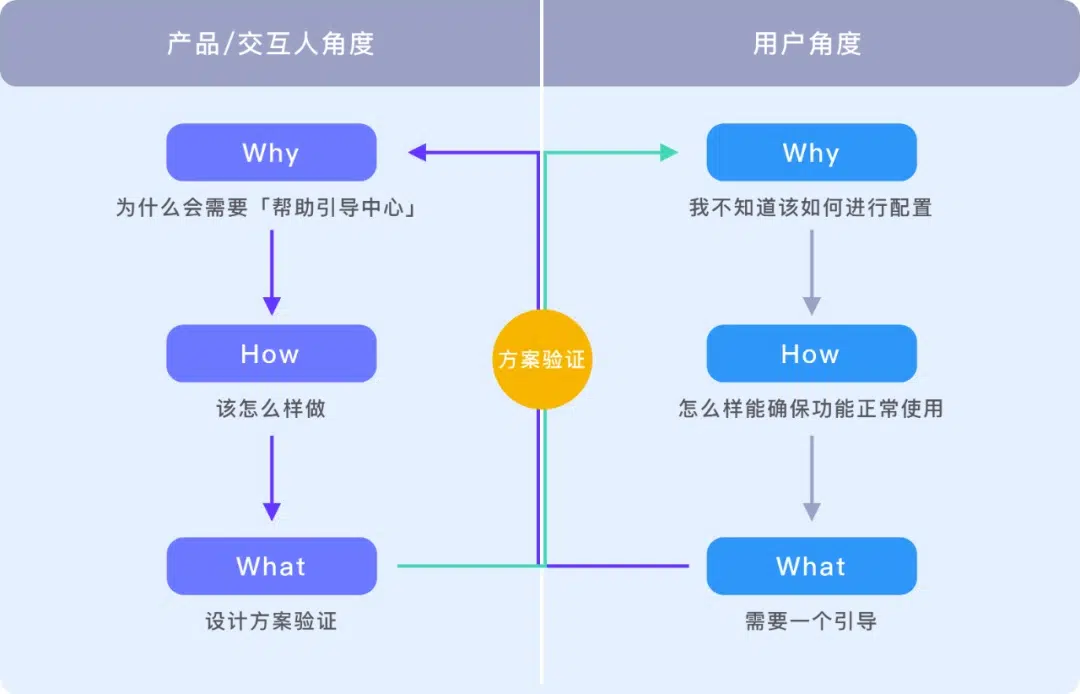 产品/交互人角度
用户角度
Why
为什么会需要「帮助引导中心」
How
该怎么样做
What
设计方案验证
方案验证
Why
我不知道该如何进行配置
How
怎么样能确保功能正常使用
What
需要一个引导